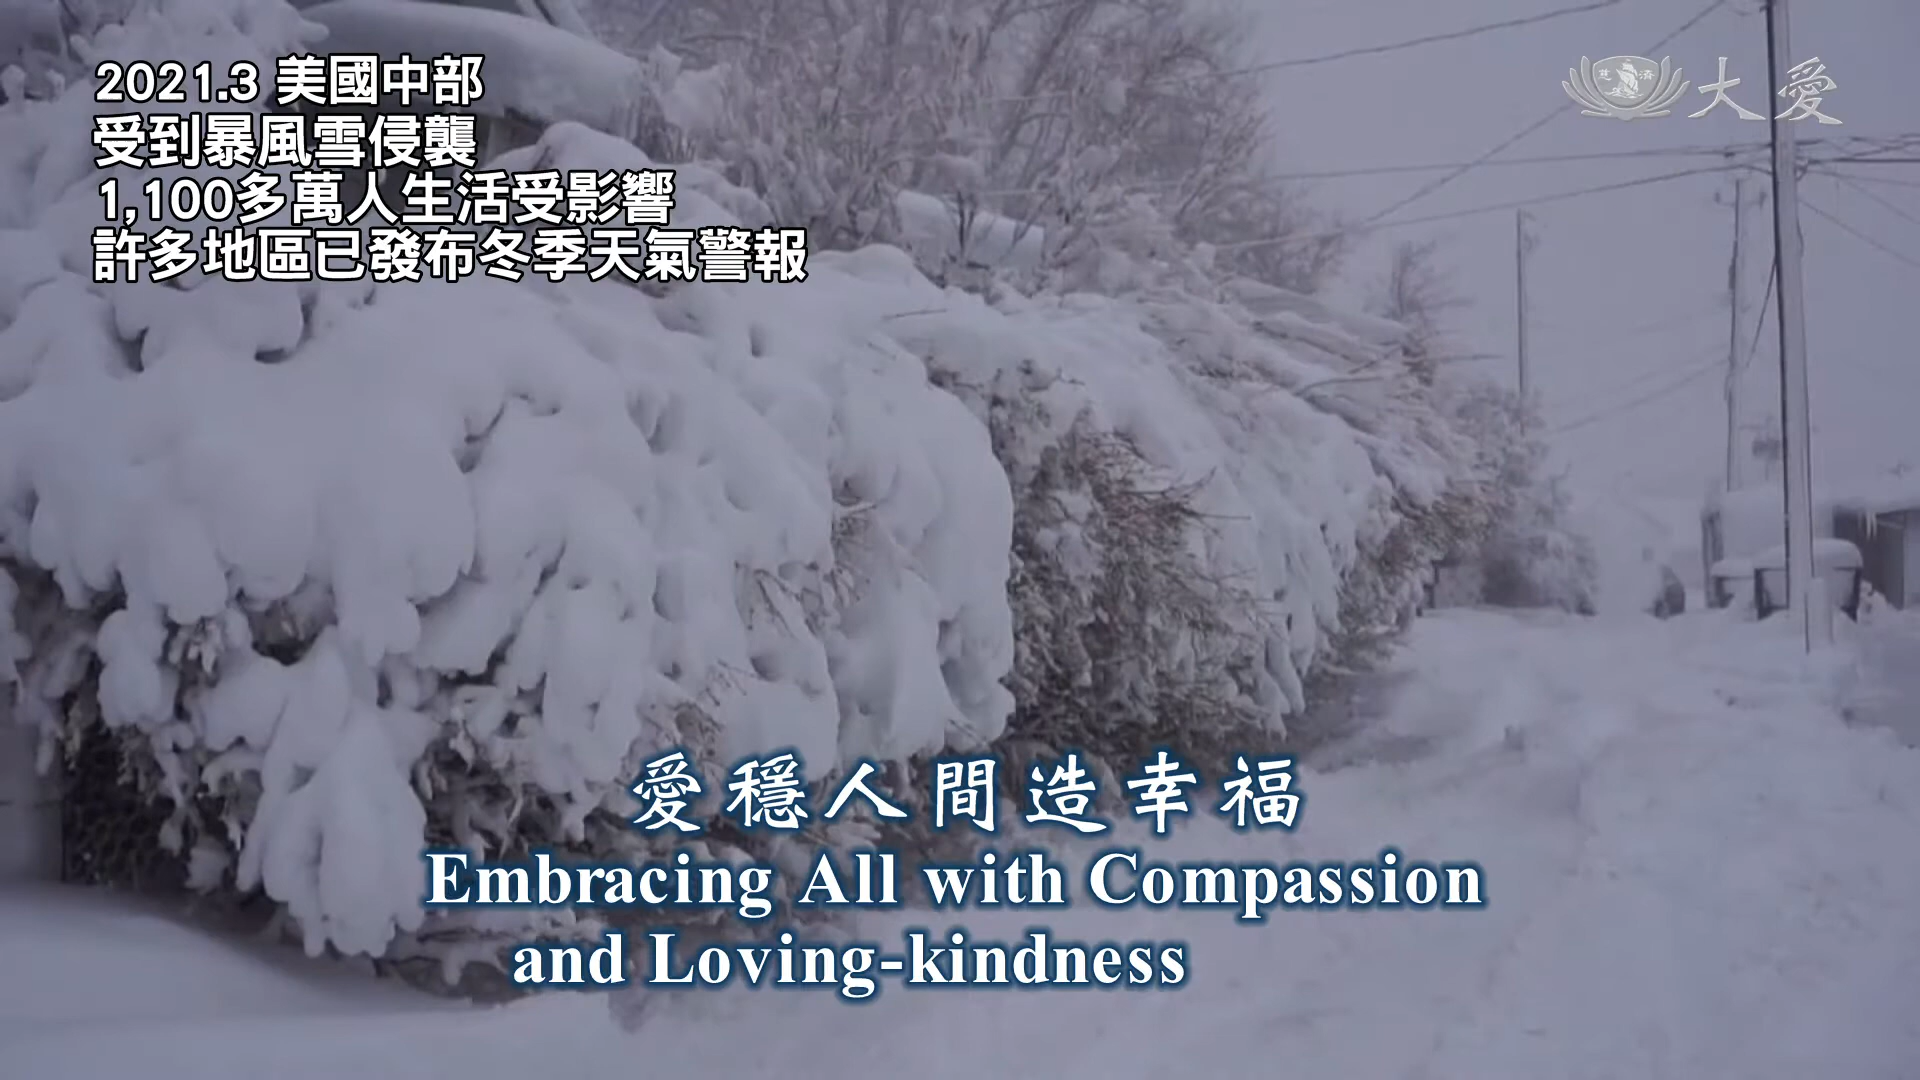 2021.3 美國中部
受到暴風雪侵襲
1,100多萬人生活受影響
許多地區已發布冬季天氣警報
慈濟
大愛
愛穩人間造幸福
Embracing All with Compassion
and Loving-kindness